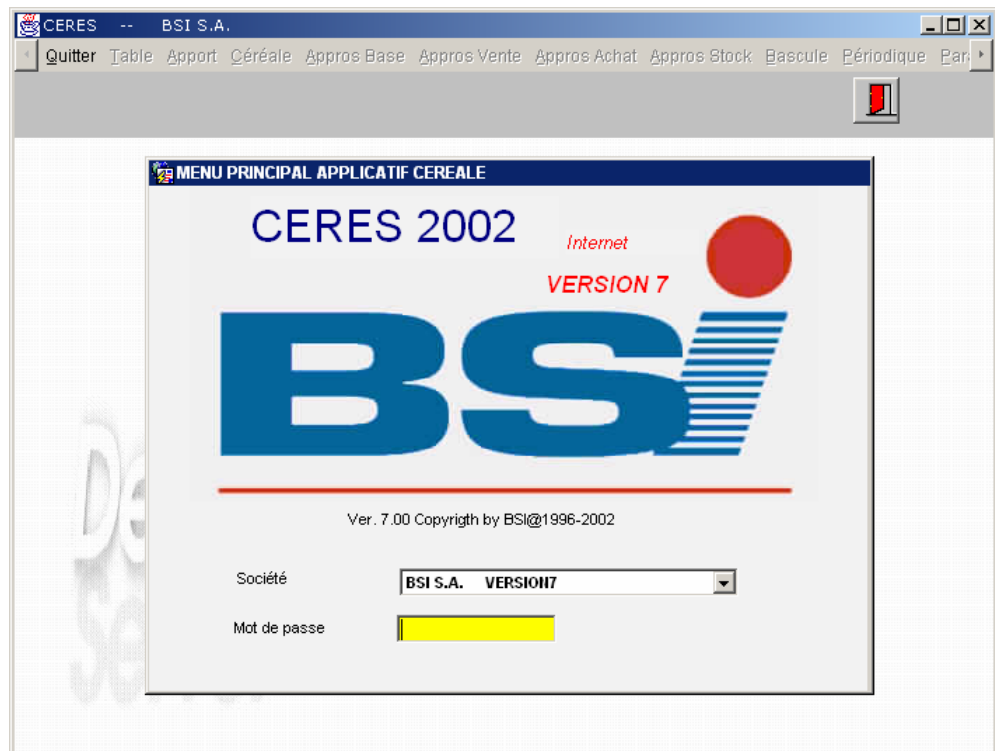 CERES -- BSI S.A.
Quitter Table Apport Céréale Appros Base Appros Vente Appros Achat Appros Stock Bascule Périodique Par
MENU PRINCIPAL APPLICATIF CEREALE
CERES 2002
Internet
VERSION 7
BSi
Ver. 7.00 Copyrigth by BSI@1996-2002
Société
BSI S.A. VERSION7
Mot de passe